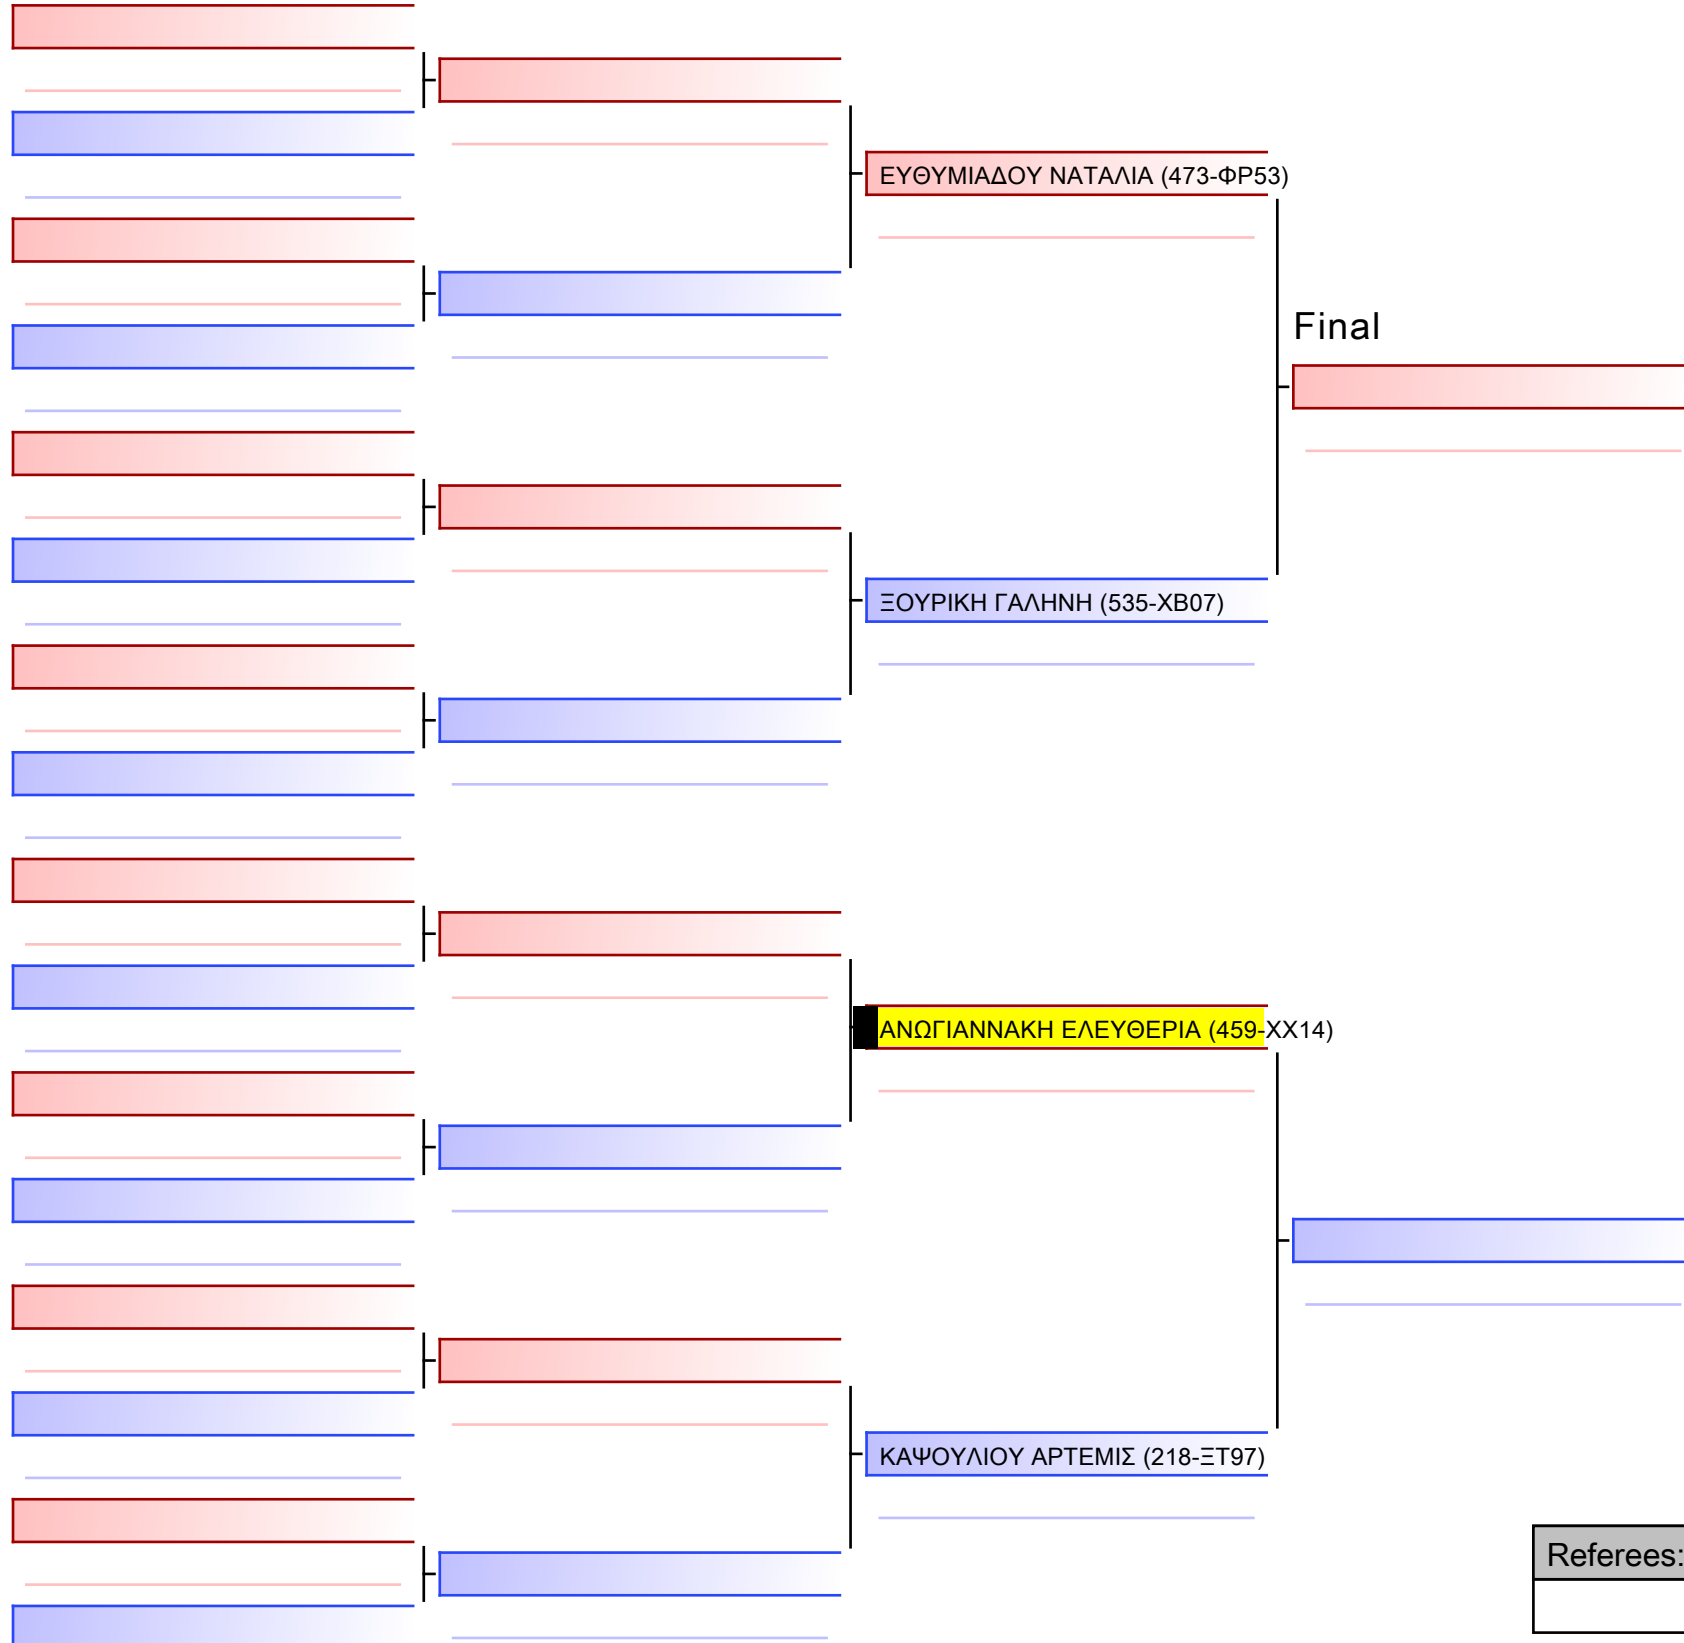 ΕΥΘΥΜΙΑΔΟΥ ΝΑΤΑΛΙΑ (473-ΦΡ53)
Final
ΞΟΥΡΙΚΗ ΓΑΛΗΝΗ (535-ΧΒ07)
ΑΝΩΓΙΑΝΝΑΚΗ ΕΛΕΥΘΕΡΙΑ (459-ΧΧ14)
ΚΑΨΟΥΛΙΟΥ ΑΡΤΕΜΙΣ (218-ΞΤ97)
Referees: